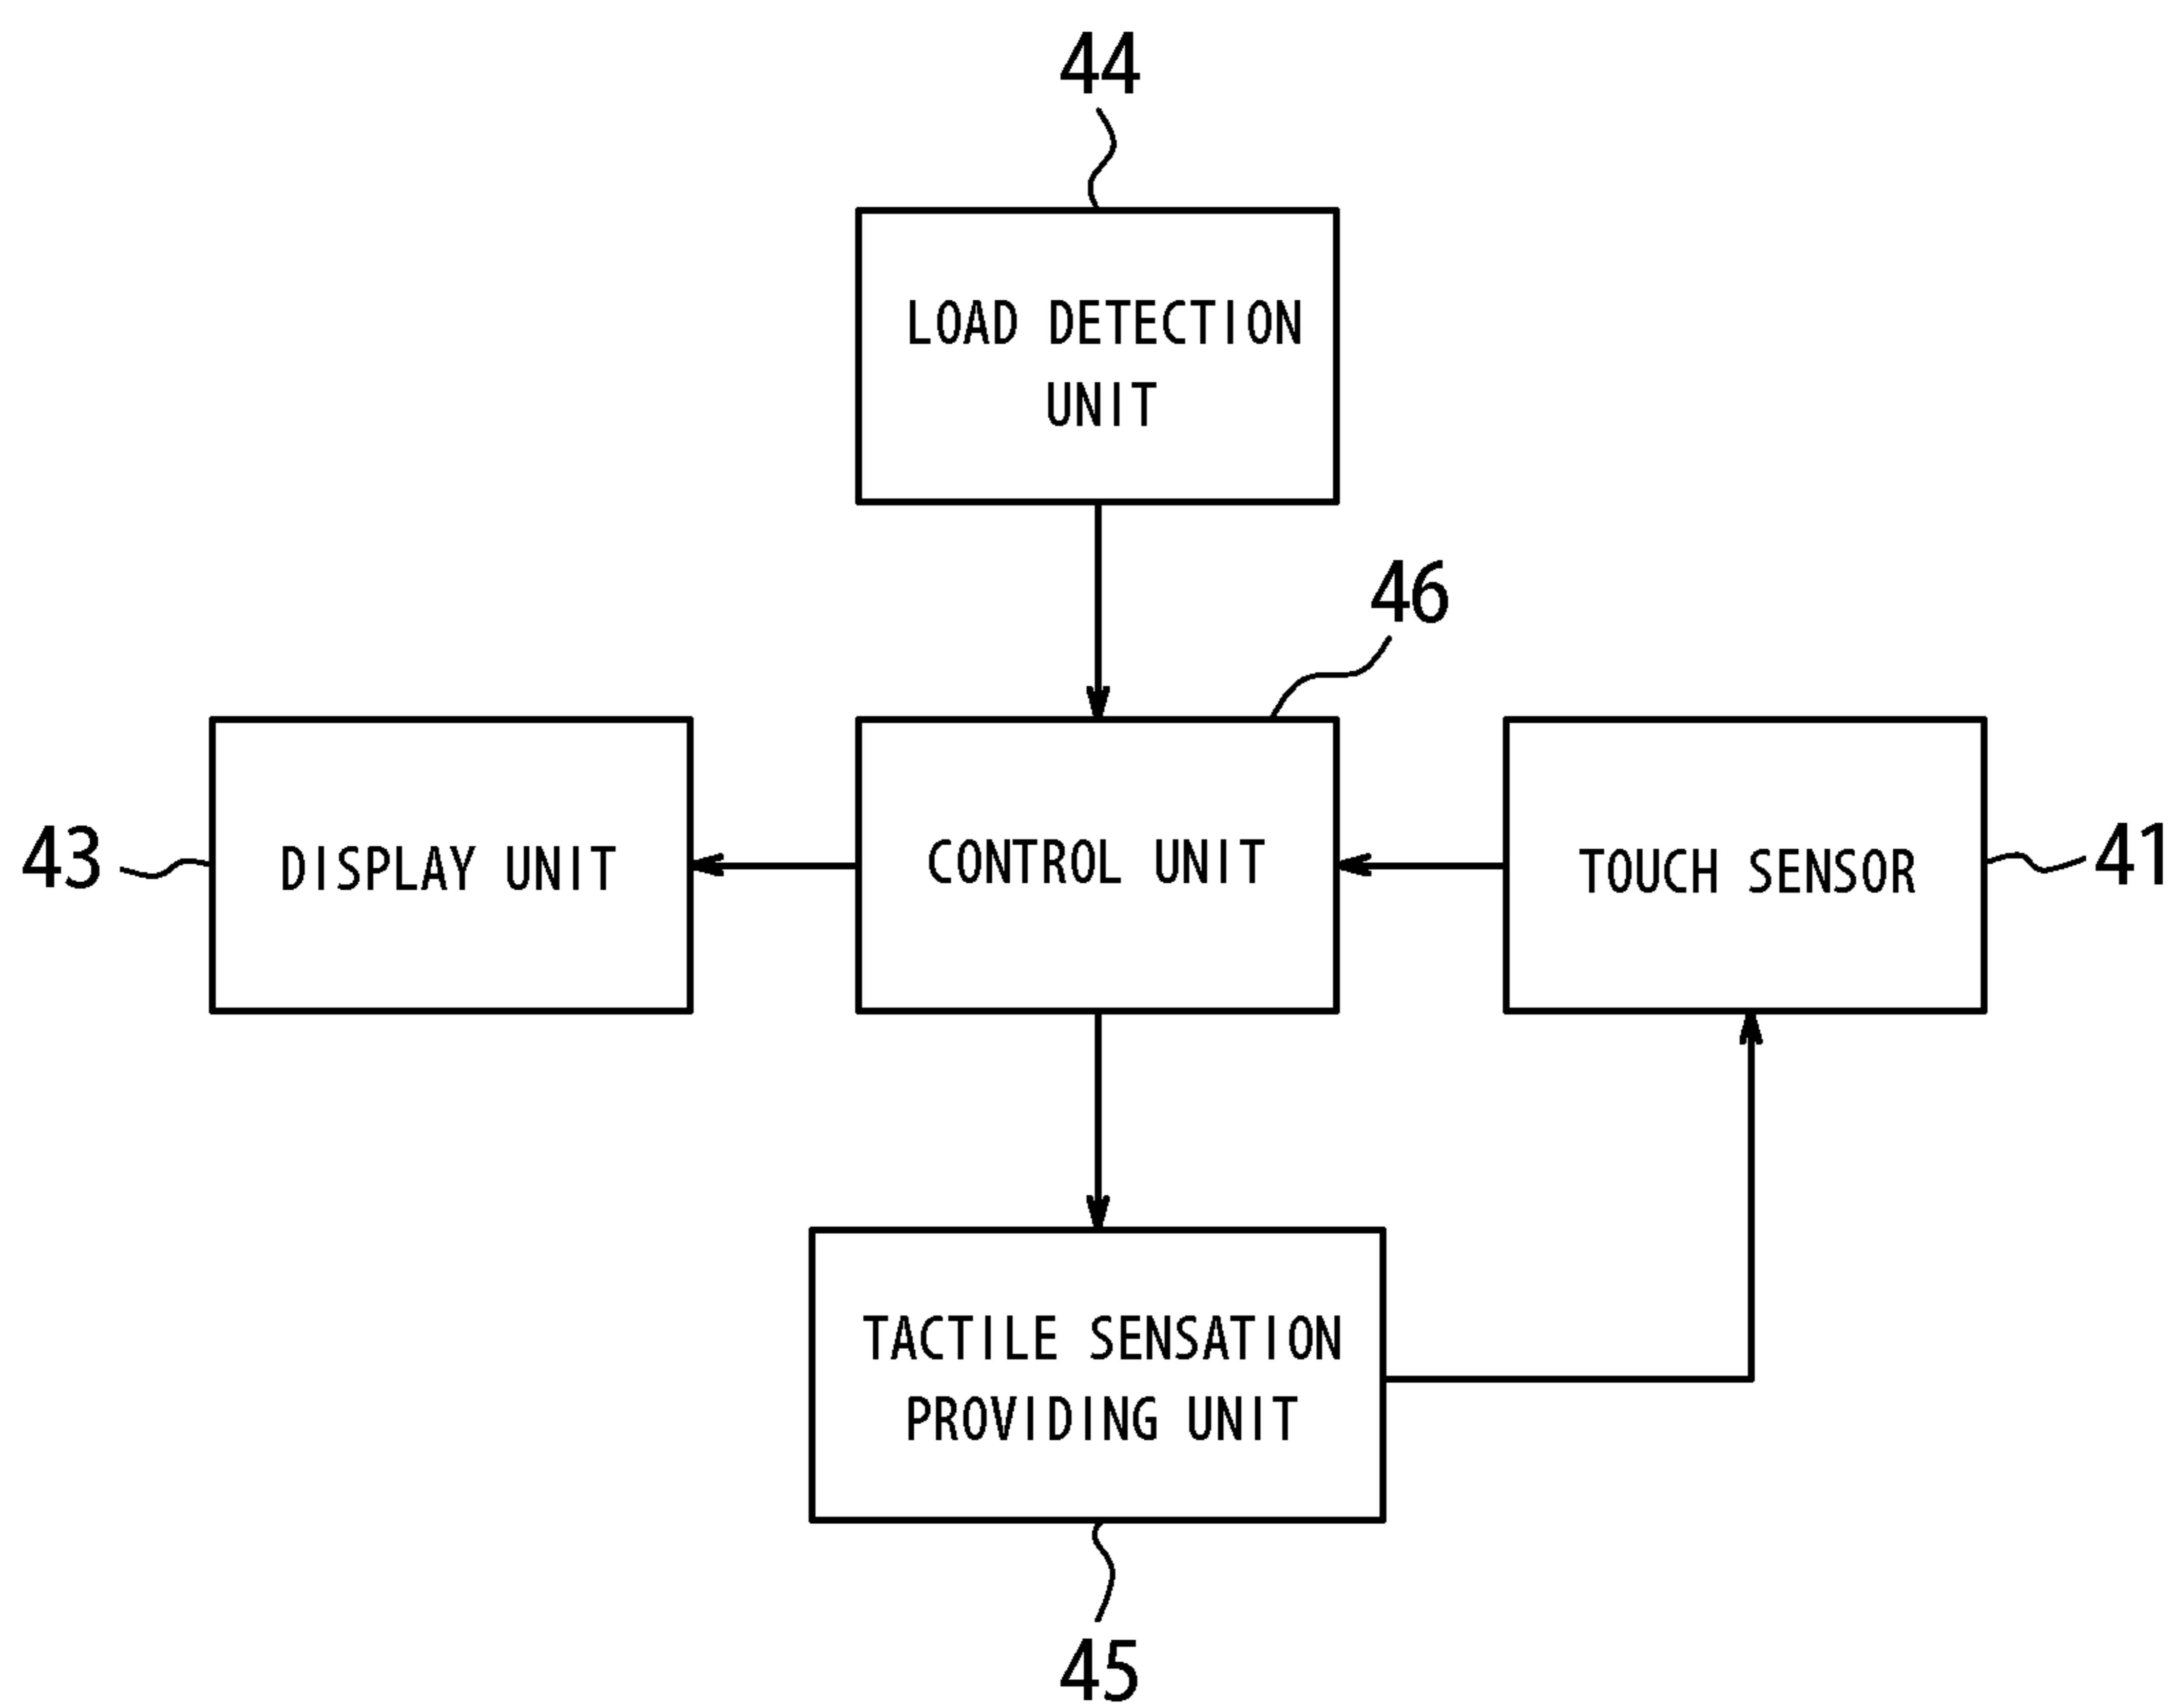 44
LOAD DETECTION
UNIT
46
43
DISPLAY UNIT
CONTROL UNIT
TOUCH SENSOR
41
TACTILE SENSATION
PROVIDING UNIT
45